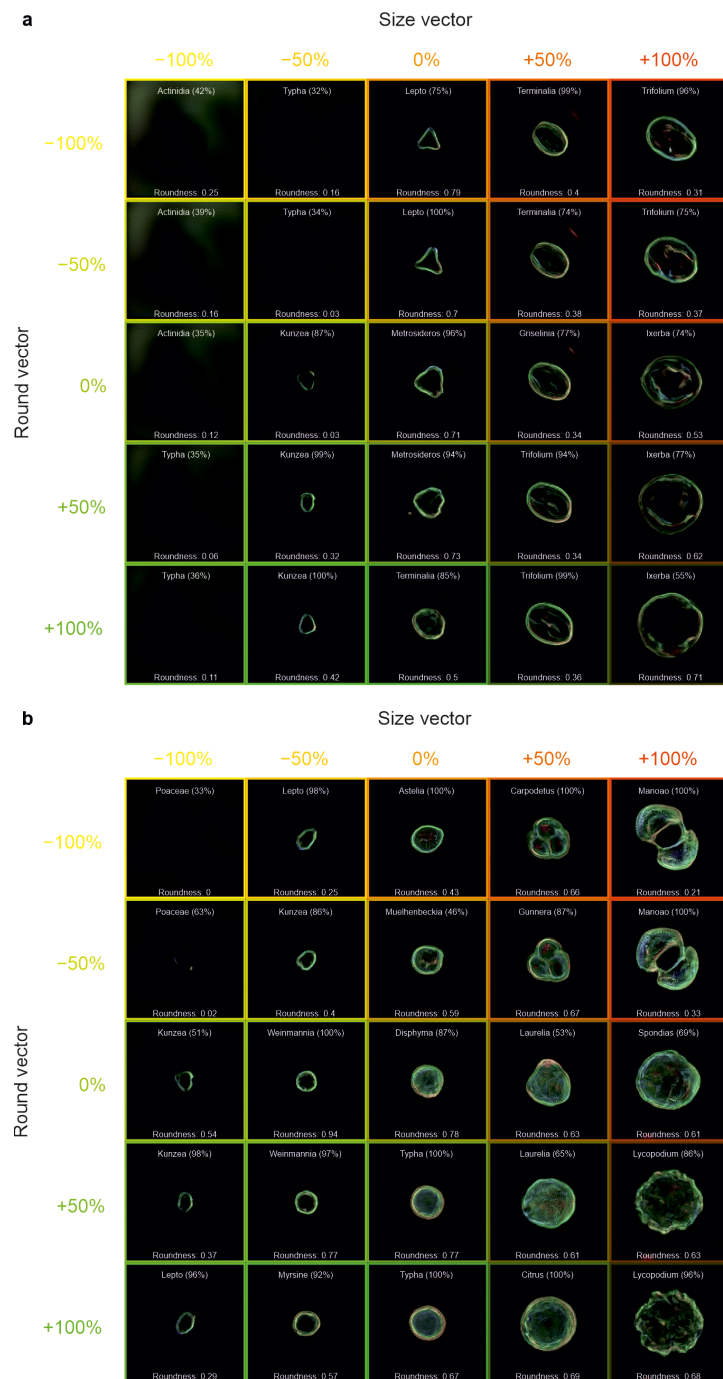 a
Size vector
−100% −50% 0% +50% +100%
Round vector
−100%
Actinidia (42%) Typha (32%) Lepto (75%) Terminalia (99%) Trifolium (96%)
Roundness: 0.25 Roundness: 0.16 Roundness: 0.79 Roundness: 0.4 Roundness: 0.31
−50%
Actinidia (39%) Typha (34%) Lepto (100%) Terminalia (74%) Trifolium (75%)
Roundness: 0.16 Roundness: 0.03 Roundness: 0.7 Roundness: 0.38 Roundness: 0.37
0%
Actinidia (35%) Kunzea (87%) Metrosideros (96%) Griselinia (77%) Ixerba (74%)
Roundness: 0.12 Roundness: 0.03 Roundness: 0.71 Roundness: 0.34 Roundness: 0.53
+50%
Typha (35%) Kunzea (99%) Metrosideros (94%) Trifolium (94%) Ixerba (77%)
Roundness: 0.06 Roundness: 0.32 Roundness: 0.73 Roundness: 0.34 Roundness: 0.62
+100%
Typha (36%) Kunzea (100%) Terminalia (85%) Trifolium (99%) Ixerba (55%)
Roundness: 0.11 Roundness: 0.42 Roundness: 0.5 Roundness: 0.36 Roundness: 0.71
b
Size vector
−100% −50% 0% +50% +100%
Round vector
−100%
Poaceae (33%) Lepto (98%) Astelia (100%) Carpodetus (100%) Manoao (100%)
Roundness: 0 Roundness: 0.25 Roundness: 0.43 Roundness: 0.66 Roundness: 0.21
−50%
Poaceae (63%) Kunzea (86%) Muelhenbeckia (46%) Gunnera (87%) Manoao (100%)
Roundness: 0.02 Roundness: 0.4 Roundness: 0.59 Roundness: 0.67 Roundness: 0.33
0%
Kunzea (51%) Weinmannia (100%) Disphyma (87%) Laurelia (53%) Spondias (69%)
Roundness: 0.54 Roundness: 0.94 Roundness: 0.78 Roundness: 0.63 Roundness: 0.61
+50%
Kunzea (98%) Weinmannia (97%) Typha (100%) Laurelia (65%) Lycopodium (86%)
Roundness: 0.37 Roundness: 0.77 Roundness: 0.77 Roundness: 0.61 Roundness: 0.63
+100%
Lepto (96%) Myrsine (92%) Typha (100%) Citrus (100%) Lycopodium (96%)
Roundness: 0.29 Roundness: 0.57 Roundness: 0.67 Roundness: 0.69 Roundness: 0.68